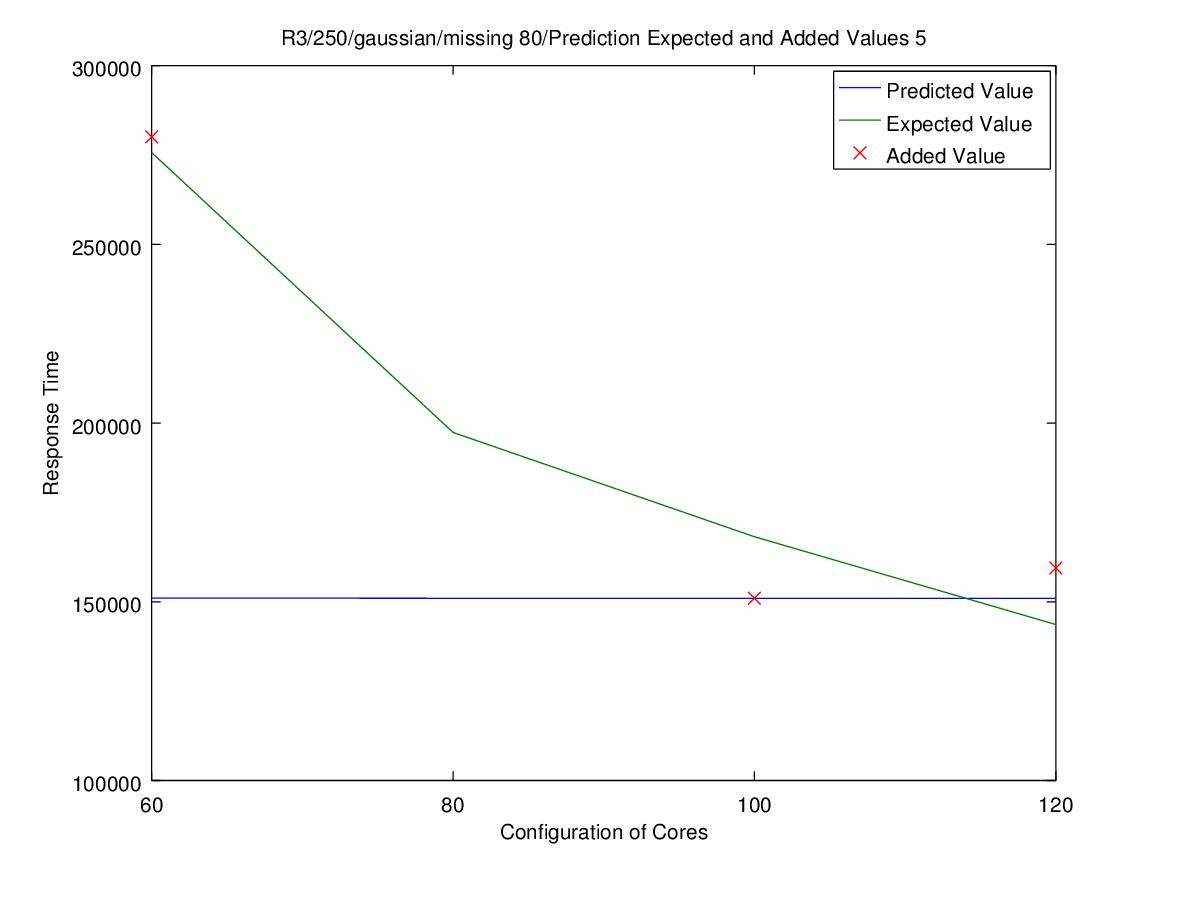 R3/250/gaussian/missing 80/Prediction Expected and Added Values 5
300000
250000
200000
150000
100000
Response Time
Predicted Value
Expected Value
Added Value
60
80
100
120
Configuration of Cores